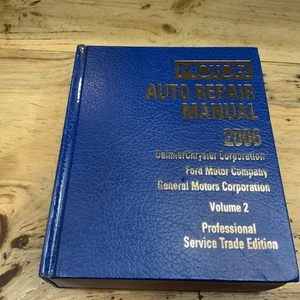 MOTOR
AUTO REPAIR
MANUAL
2006
DaimlerChrysler Corporation
Ford Motor Company
General Motors Corporation
Volume 2
Professional
Service Trade Edition